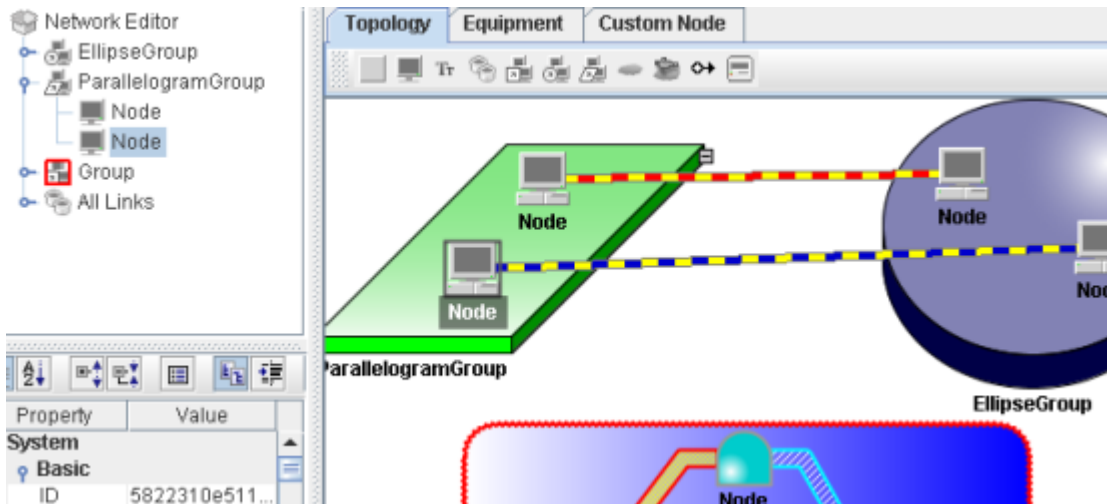 Network Editor
EllipseGroup
ParallelogramGroup
Node
Node
Group
All Links
Property Value
System
Basic
ID 5822310e511...
Topology Equipment Custom Node
Node
Node
Node
No
ParallelogramGroup
EllipseGroup
Node